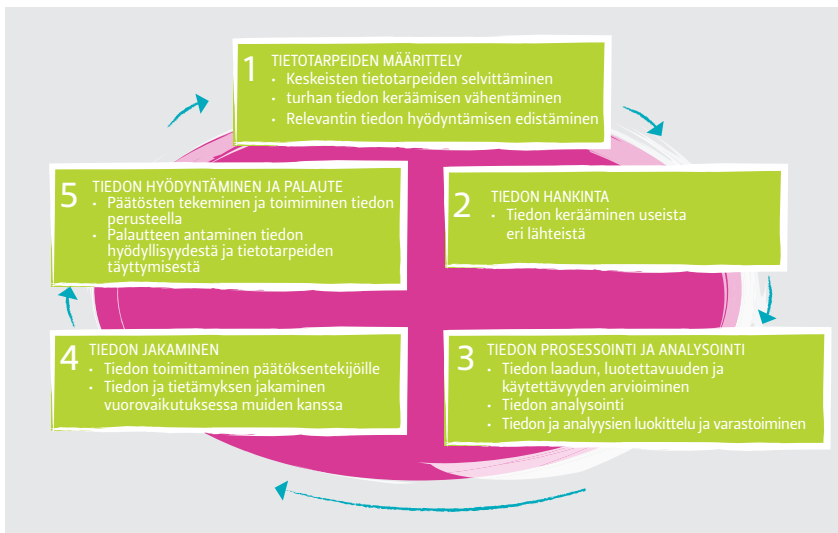 1 TIETOTARPEIDEN MÄÄRITTELY
• Keskeisten tietotarpeiden selvittäminen
• turhan tiedon keräämisen vähentäminen
• Relevantin tiedon hyödyntämisen edistäminen
2 TIEDON HANKINTA
• Tiedon kerääminen useista
eri lähteistä
3 TIEDON PROSESSOINTI JA ANALYSOINTI
• Tiedon laadun, luotettavuuden ja
käytettävyyden arvioiminen
• Tiedon analysointi
• Tiedon ja analyysien luokittelu ja varastoiminen
4 TIEDON JAKAMINEN
• Tiedon toimittaminen päätöksentekijöille
• Tiedon ja tietämyksen jakaminen
vuorovaikutuksessa muiden kanssa
5 TIEDON HYÖDYNTÄMINEN JA PALAUTE
• Päätösten tekeminen ja toimiminen tiedon
perusteella
• Palautteen antaminen tiedon
hyödyllisyydestä ja tietotarpeiden
täyttymisestä